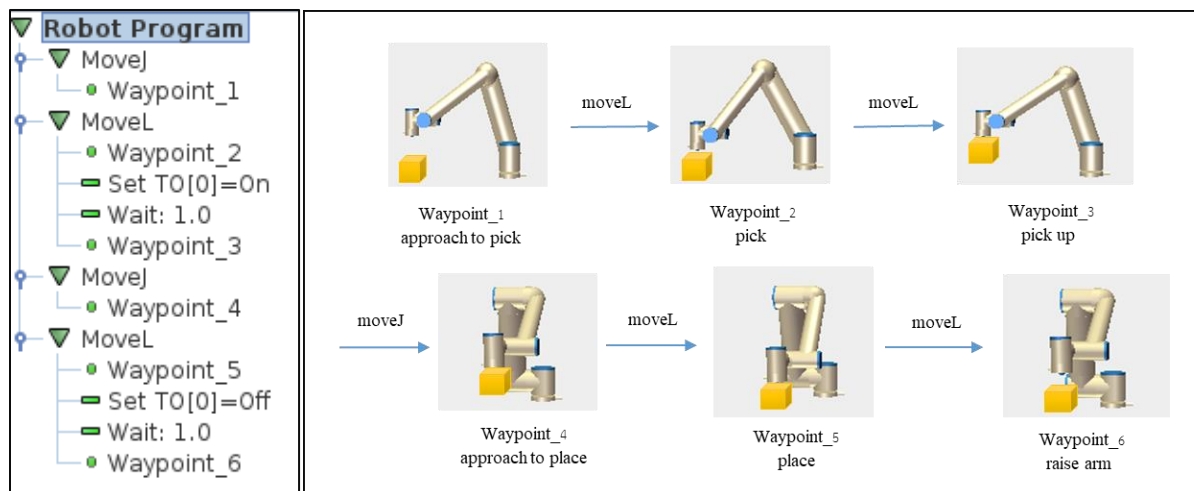 Robot Program
MoveJ
Waypoint_1
MoveL
Waypoint_2
Set TO[0]=On
Wait: 1.0
Waypoint_3
MoveJ
Waypoint_4
MoveL
Waypoint_5
Set TO[0]=Off
Wait: 1.0
Waypoint_6
moveL
moveL
Waypoint_1
approach to pick
Waypoint_2
pick
Waypoint_3
pick up
moveJ
moveL
moveL
Waypoint_4
approach to place
Waypoint_5
place
Waypoint_6
raise arm